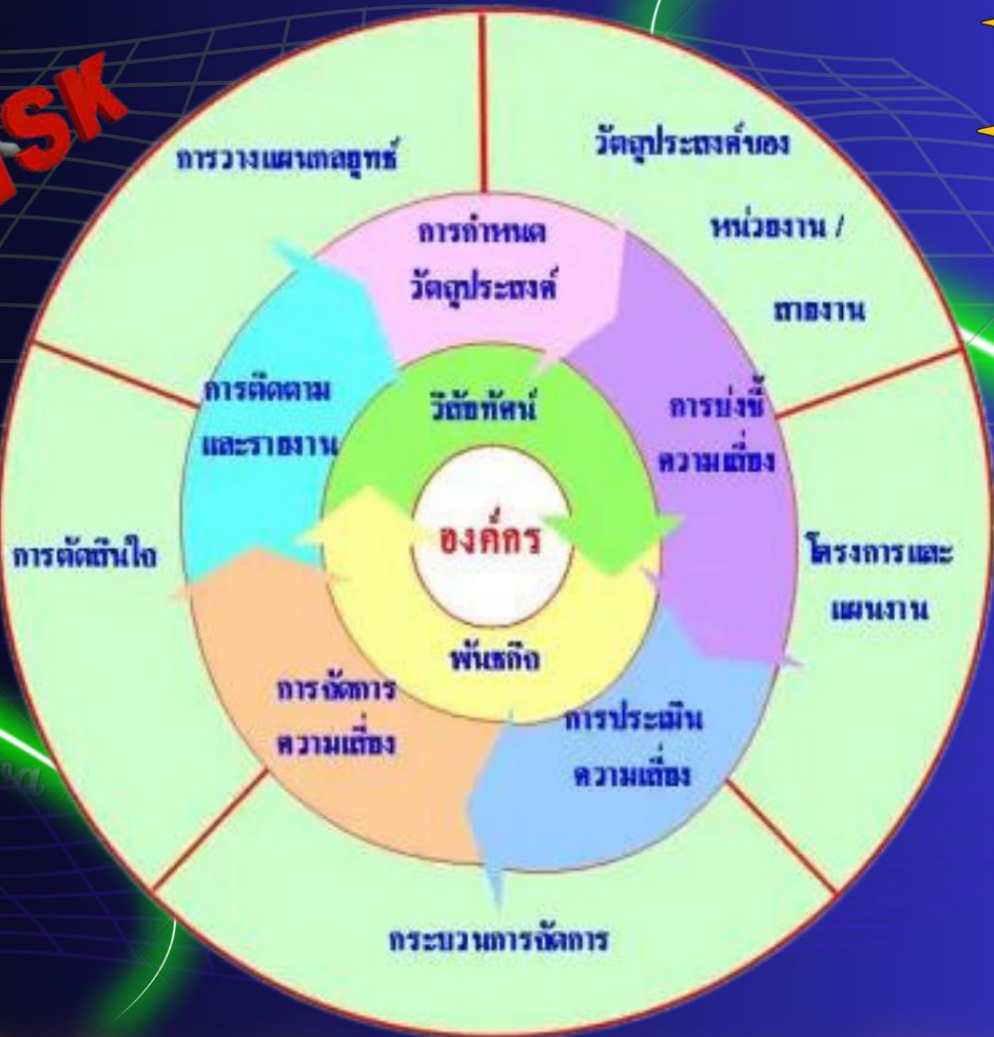 การวางแผนกลยุทธ์
วัตถุประสงค์ของ
หน่วยงาน /
สายงาน
การกำหนด
วัตถุประสงค์
การติดตาม
และรายงาน
วิสัยทัศน์
การบ่งชี้
ความเสี่ยง
องค์กร
การตัดสินใจ
โครงการและ
แผนงาน
พันธกิจ
การจัดการ
ความเสี่ยง
การประเมิน
ความเสี่ยง
กระบวนการจัดการ